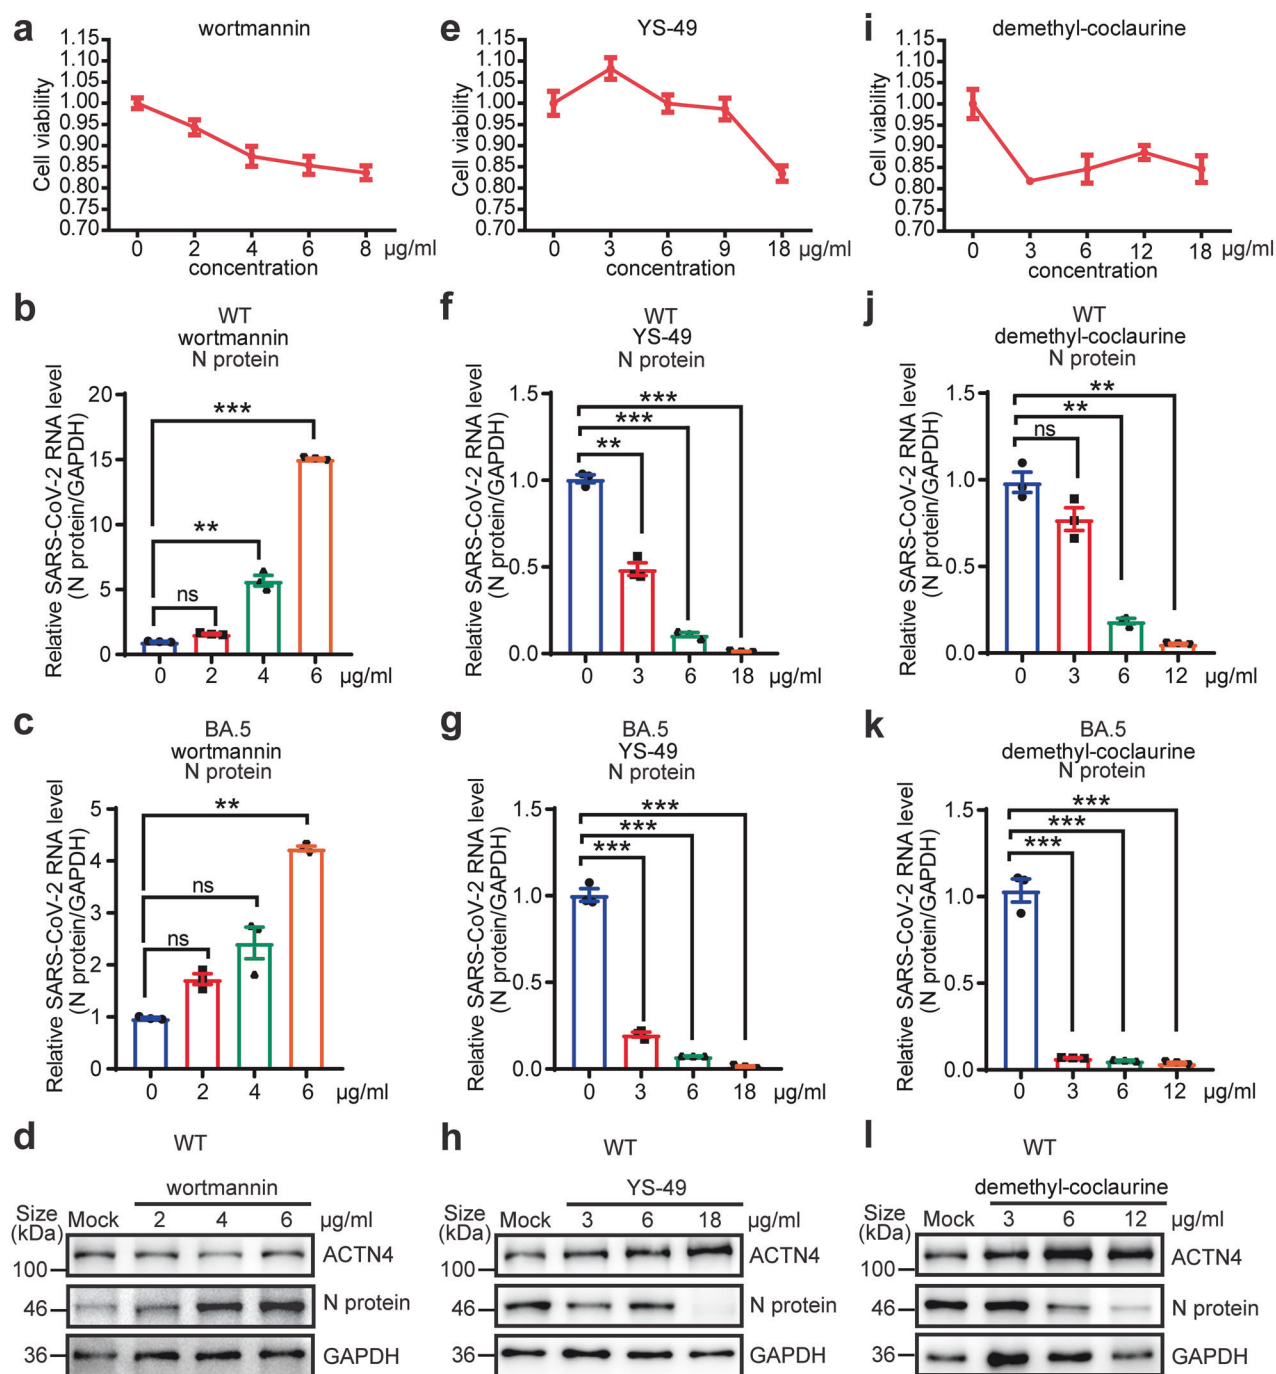 a
wortmannin
Cell viability
1.15
1.10
1.05
1.00
0.95
0.90
0.85
0.80
0.75
0.70
0 2 4 6 8 µg/ml
concentration
e
YS-49
Cell viability
1.15
1.10
1.05
1.00
0.95
0.90
0.85
0.80
0.75
0.70
0 3 6 9 18 µg/ml
concentration
i
demethyl-coclaurine
Cell viability
1.15
1.10
1.05
1.00
0.95
0.90
0.85
0.80
0.75
0.70
0 3 6 12 18 µg/ml
concentration
b
WT
wortmannin
N protein
Relative SARS-CoV-2 RNA level
(N protein/GAPDH)
20
15
10
5
0
***
**
ns
0 2 4 6 µg/ml
f
WT
YS-49
N protein
Relative SARS-CoV-2 RNA level
(N protein/GAPDH)
1.5
1.0
0.5
0.0
***
***
**
0 3 6 18 µg/ml
j
WT
demethyl-coclaurine
N protein
Relative SARS-CoV-2 RNA level
(N protein/GAPDH)
1.5
1.0
0.5
0.0
**
**
ns
0 3 6 12 µg/ml
c
BA.5
wortmannin
N protein
Relative SARS-CoV-2 RNA level
(N protein/GAPDH)
5
4
3
2
1
0
**
ns
ns
0 2 4 6 µg/ml
g
BA.5
YS-49
N protein
Relative SARS-CoV-2 RNA level
(N protein/GAPDH)
1.5
1.0
0.5
0.0
***
***
***
0 3 6 18 µg/ml
k
BA.5
demethyl-coclaurine
N protein
Relative SARS-CoV-2 RNA level
(N protein/GAPDH)
1.5
1.0
0.5
0.0
***
***
***
0 3 6 12 µg/ml
d
WT
wortmannin
Size
(kDa)
Mock 2 4 6 µg/ml
100
ACTN4
46
N protein
36
GAPDH
h
WT
YS-49
Size
(kDa)
Mock 3 6 18 µg/ml
100
ACTN4
46
N protein
36
GAPDH
l
WT
demethyl-coclaurine
Size
(kDa)
Mock 3 6 12 µg/ml
100
ACTN4
46
N protein
36
GAPDH